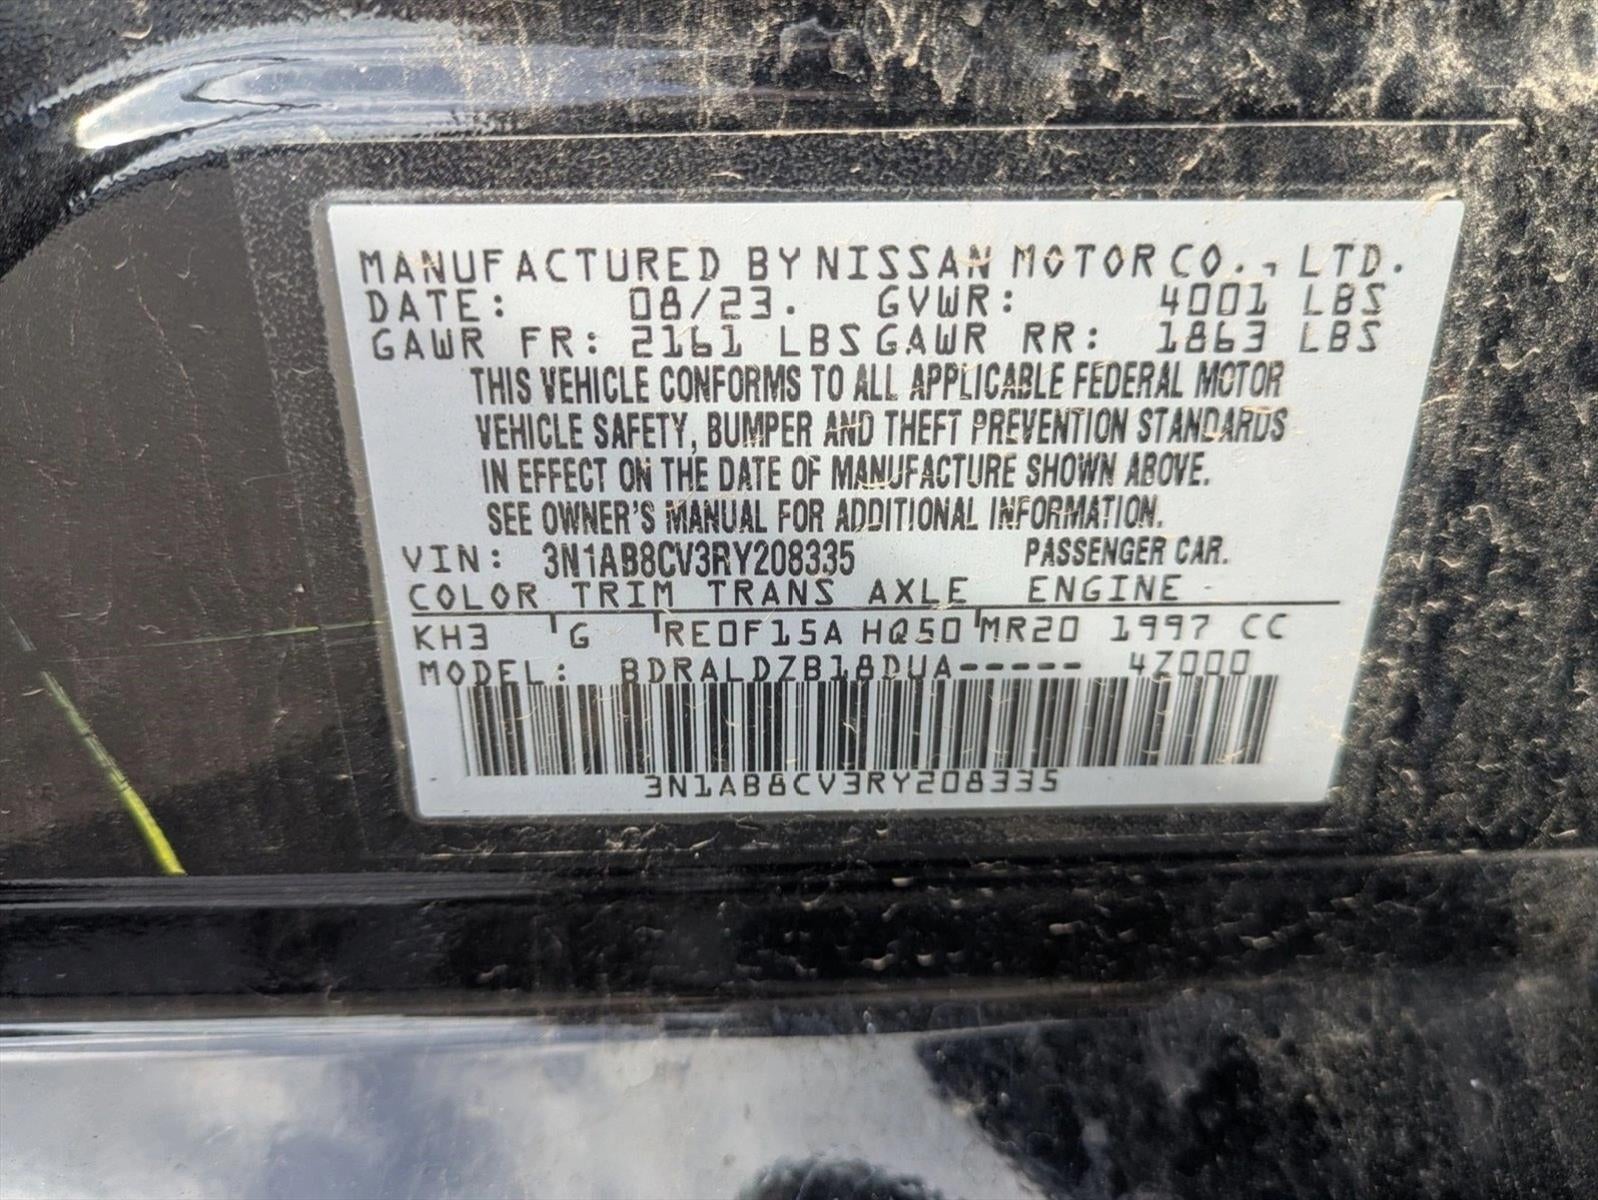 MANUFACTURED BY NISSAN MOTOR CO., LTD.
DATE: 08/23. GVWR: 4001 LBS
GAWR FR: 2161 LBS GAWR RR: 1863 LBS
THIS VEHICLE CONFORMS TO ALL APPLICABLE FEDERAL MOTOR
VEHICLE SAFETY, BUMPER AND THEFT PREVENTION STANDARDS
IN EFFECT ON THE DATE OF MANUFACTURE SHOWN ABOVE.
SEE OWNER'S MANUAL FOR ADDITIONAL INFORMATION.
VIN: 3N1AB8CV3RY208335 PASSENGER CAR.
COLOR TRIM TRANS AXLE ENGINE
KH3 G RE0F15A HQ50 MR20 1997 CC
MODEL: BDRALDZB18DUA----- 4Z000
3N1AB8CV3RY208335